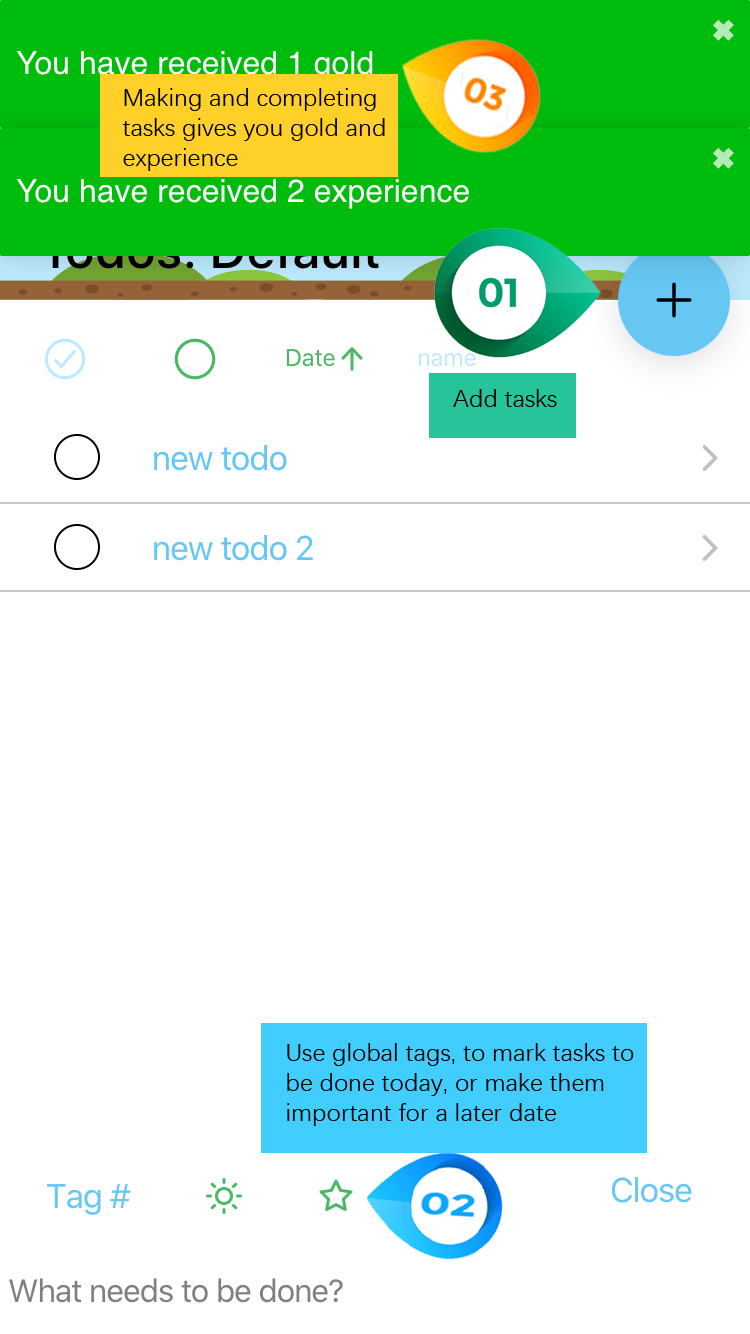 ✖
You have received 1 gold
03
Making and completing
tasks gives you gold and
experience
✖
You have received 2 experience
Todos: Default
01
+
Date ↑
name
Add tasks
new todo
new todo 2
Use global tags, to mark tasks to
be done today, or make them
important for a later date
Tag #
02
Close
What needs to be done?